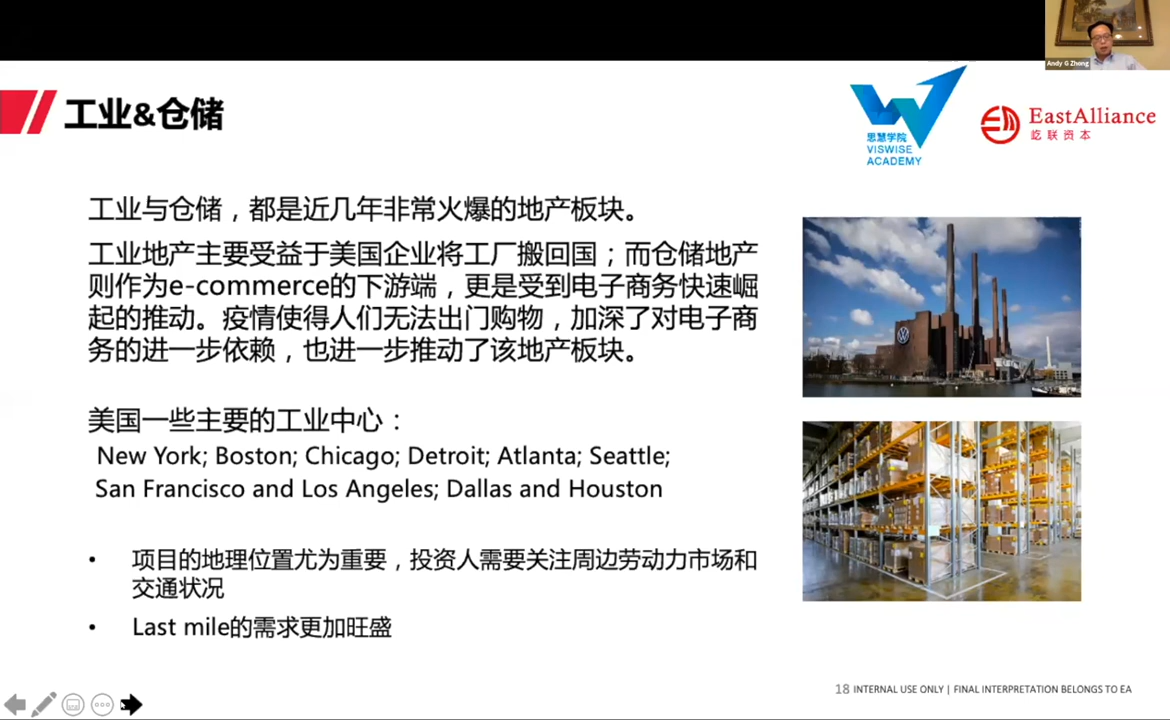 Andy G Zhong
工业&仓储
思慧学院
VISWISE
ACADEMY
EastAlliance
屹联资本
工业与仓储，都是近几年非常火爆的地产板块。
工业地产主要受益于美国企业将工厂搬回国；而仓储地产
则作为e-commerce的下游端，更是受到电子商务快速崛
起的推动。疫情使得人们无法出门购物，加深了对电子商
务的进一步依赖，也进一步推动了该地产板块。
美国一些主要的工业中心：
New York; Boston; Chicago; Detroit; Atlanta; Seattle;
San Francisco and Los Angeles; Dallas and Houston
• 项目的地理位置尤为重要，投资人需要关注周边劳动力市场和
交通状况
• Last mile的需求更加旺盛
18 INTERNAL USE ONLY | FINAL INTERPRETATION BELONGS TO EA